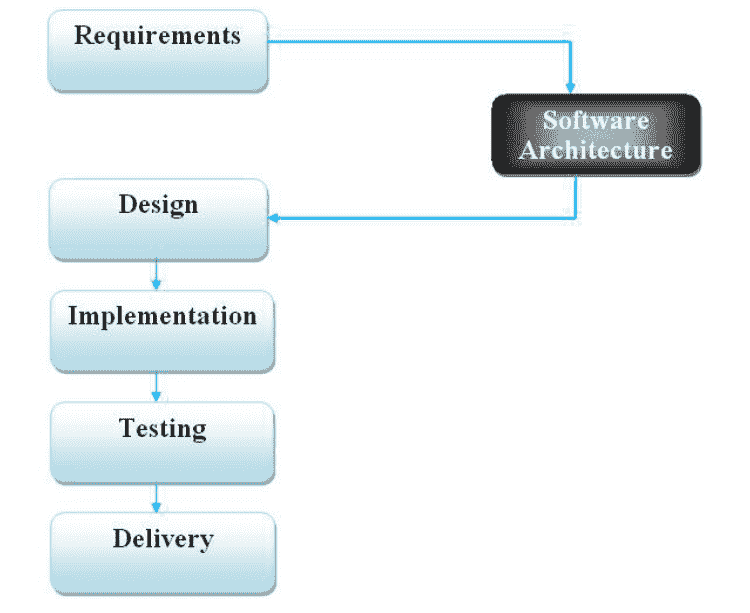 Requirements
Software
Architecture
Design
Implementation
Testing
Delivery